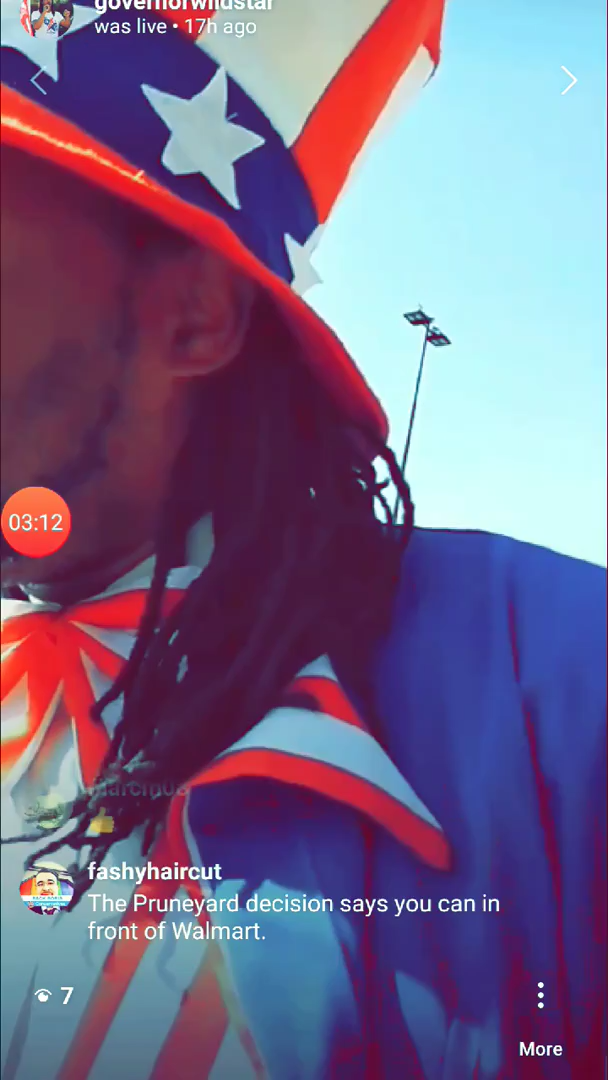 governorwildstar
was live • 17h ago
03:12
fashyhaircut
The Pruneyard decision says you can in
front of Walmart.
7
More